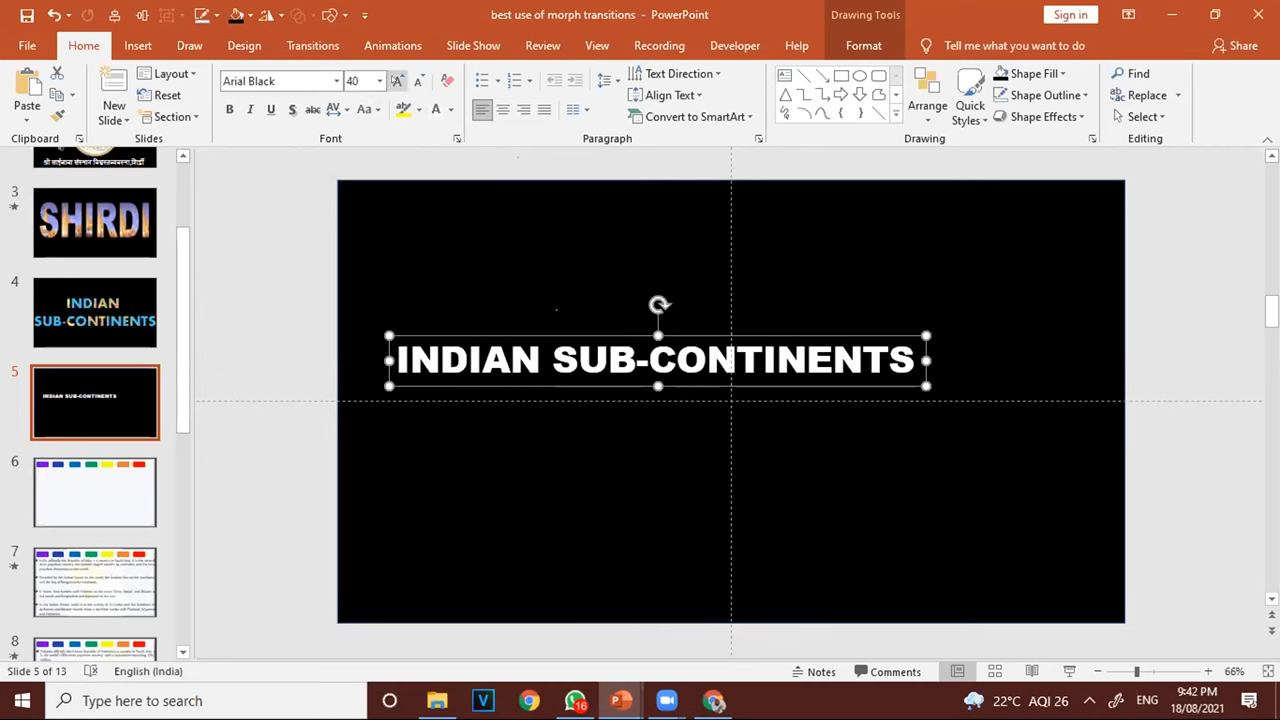 best use of morph transitions - PowerPoint
Drawing Tools
Sign in
File
Home
Insert
Draw
Design
Transitions
Animations
Slide Show
Review
View
Recording
Developer
Help
Format
Tell me what you want to do
Share
Paste
Clipboard
New Slide
Layout
Reset
Section
Slides
Arial Black
40
Font
Text Direction
Align Text
Convert to SmartArt
Paragraph
Arrange
Quick Styles
Shape Fill
Shape Outline
Shape Effects
Drawing
Find
Replace
Select
Editing
3
SHIRDI
4
INDIAN
SUB-CONTINENTS
5
INDIAN SUB-CONTINENTS
6
7
8
INDIAN SUB-CONTINENTS
Slide 5 of 13
English (India)
Notes
Comments
66%
Type here to search
16
22°C AQI 26
ENG
9:42 PM
18/08/2021